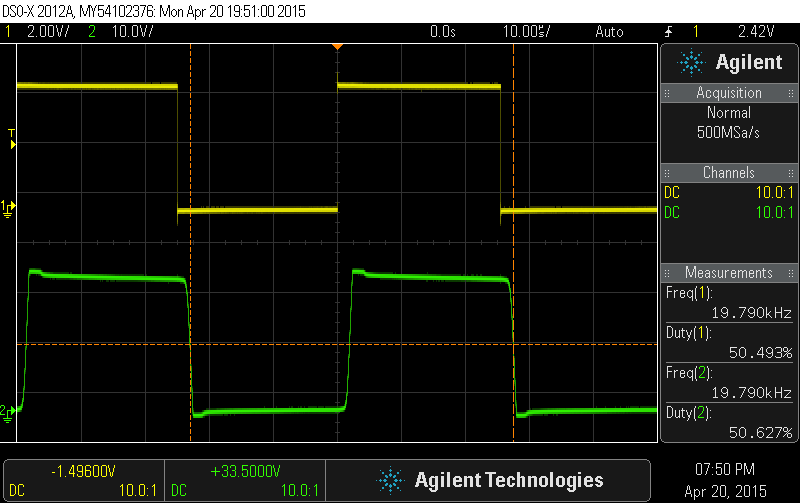 DSO-X 2012A, MY54102376: Mon Apr 20 19:51:00 2015
1 2.00V/ 2 10.0V/ 0.0s 10.00us/ Auto 1 2.42V
T
1
2
Agilent
Acquisition
Normal
500MSa/s
Channels
DC 10.0:1
DC 10.0:1
Measurements
Freq(1):
19.790kHz
Duty(1):
50.493%
Freq(2):
19.790kHz
Duty(2):
50.627%
-1.49600V
DC 10.0:1
+33.5000V
DC 10.0:1
Agilent Technologies
07:50 PM
Apr 20, 2015